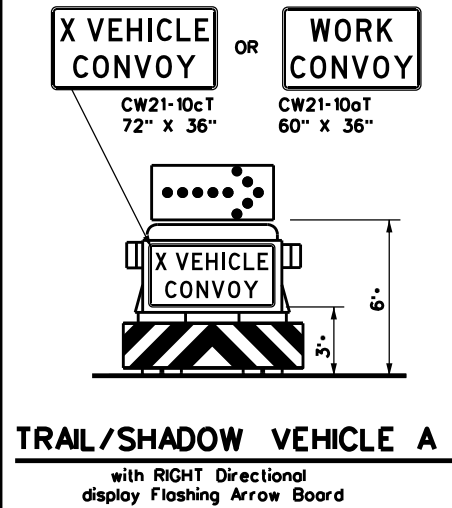 X VEHICLE
CONVOY
OR
WORK
CONVOY
CW21-10cT
72" X 36"
CW21-10aT
60" X 36"
X VEHICLE
CONVOY
6'
3'
TRAIL/SHADOW VEHICLE A
with RIGHT Directional
display Flashing Arrow Board